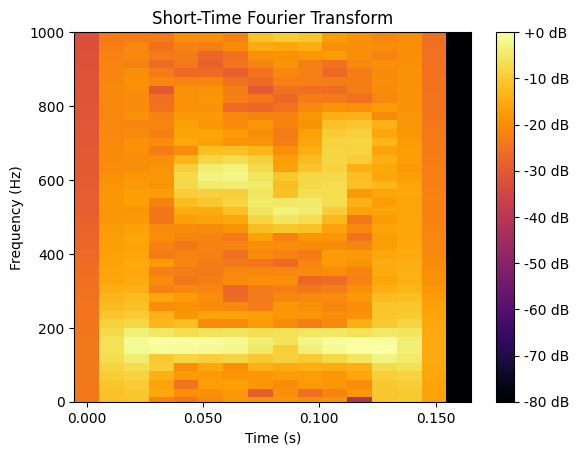 Short-Time Fourier Transform
1000
800
600
400
200
0
Frequency (Hz)
0.000
0.050
0.100
0.150
Time (s)
+0 dB
-10 dB
-20 dB
-30 dB
-40 dB
-50 dB
-60 dB
-70 dB
-80 dB